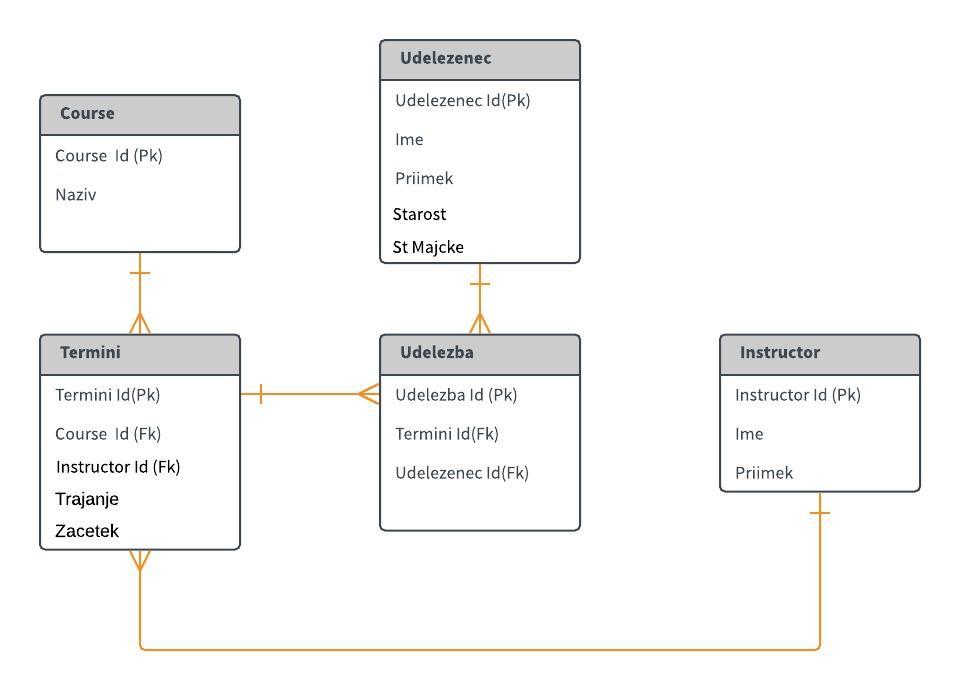 Course
Course Id (Pk)
Naziv
Udelezenec
Udelezenec Id(Pk)
Ime
Priimek
Starost
St Majcke
Termini
Termini Id(Pk)
Course Id (Fk)
Instructor Id (Fk)
Trajanje
Zacetek
Udelezba
Udelezba Id (Pk)
Termini Id(Fk)
Udelezenec Id(Fk)
Instructor
Instructor Id (Pk)
Ime
Priimek